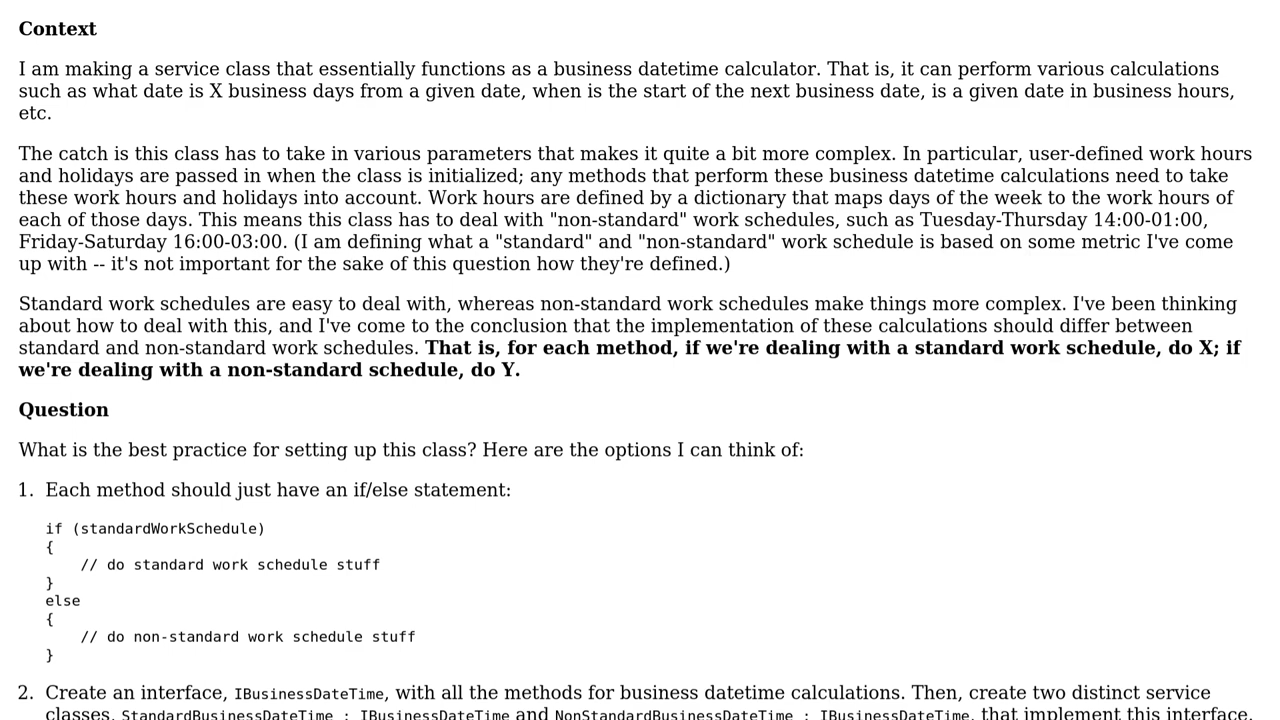 Context
I am making a service class that essentially functions as a business datetime calculator. That is, it can perform various calculations
such as what date is X business days from a given date, when is the start of the next business date, is a given date in business hours,
etc.
The catch is this class has to take in various parameters that makes it quite a bit more complex. In particular, user-defined work hours
and holidays are passed in when the class is initialized; any methods that perform these business datetime calculations need to take
these work hours and holidays into account. Work hours are defined by a dictionary that maps days of the week to the work hours of
each of those days. This means this class has to deal with "non-standard" work schedules, such as Tuesday-Thursday 14:00-01:00,
Friday-Saturday 16:00-03:00. (I am defining what a "standard" and "non-standard" work schedule is based on some metric I've come
up with -- it's not important for the sake of this question how they're defined.)
Standard work schedules are easy to deal with, whereas non-standard work schedules make things more complex. I've been thinking
about how to deal with this, and I've come to the conclusion that the implementation of these calculations should differ between
standard and non-standard work schedules. That is, for each method, if we're dealing with a standard work schedule, do X; if
we're dealing with a non-standard schedule, do Y.
Question
What is the best practice for setting up this class? Here are the options I can think of:
1. Each method should just have an if/else statement:
if (standardWorkSchedule)
{
    // do standard work schedule stuff
}
else
{
    // do non-standard work schedule stuff
}
2. Create an interface, IBusinessDateTime, with all the methods for business datetime calculations. Then, create two distinct service
classes, StandardBusinessDateTime : IBusinessDateTime and NonStandardBusinessDateTime : IBusinessDateTime, that implement this interface.